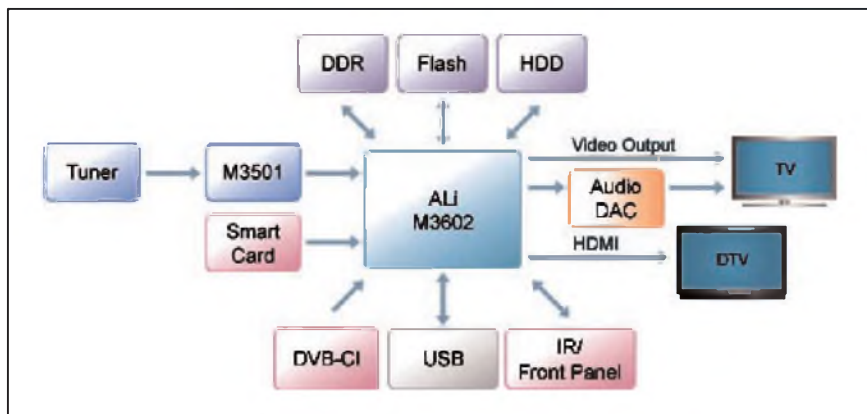 DDR
Flash
HDD
Tuner
M3501
Smart
Card
ALi
M3602
Video Output
Audio
DAC
TV
HDMI
DTV
DVB-CI
USB
IR/
Front Panel